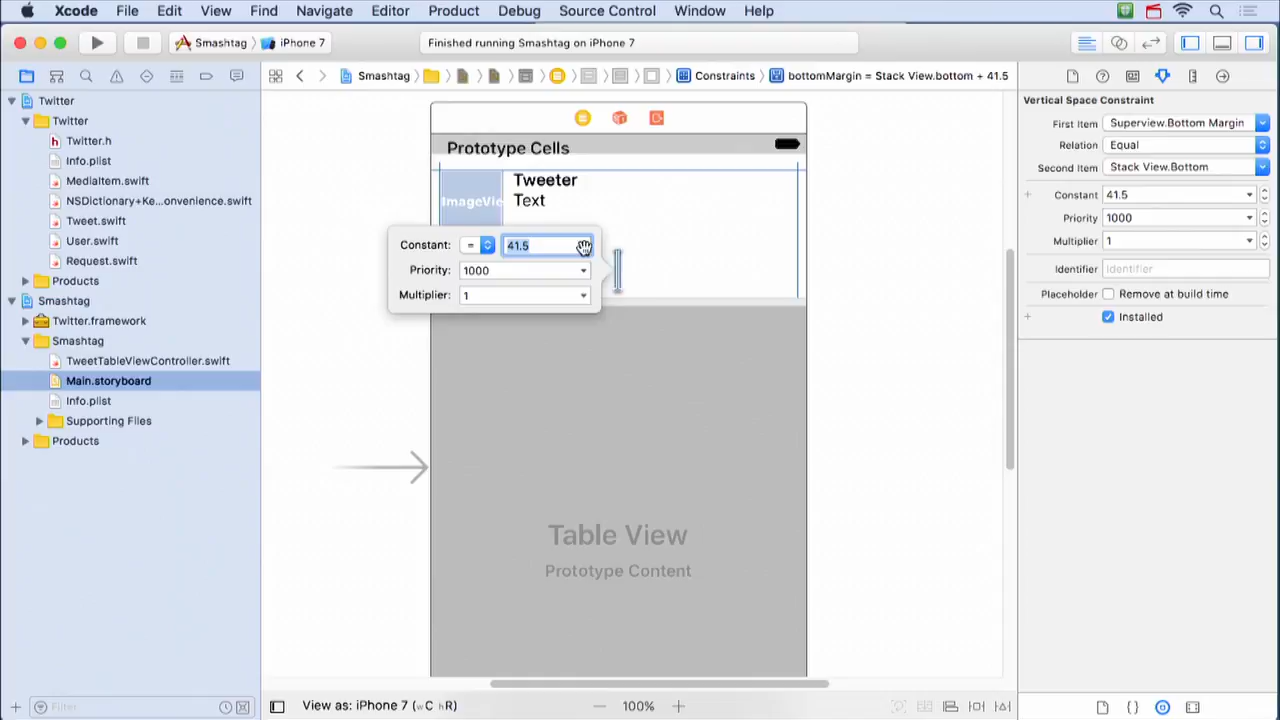 Xcode File Edit View Find Navigate Editor Product Debug Source Control Window Help
Smashtag iPhone 7
Finished running Smashtag on iPhone 7
Smashtag Constraints bottomMargin = Stack View.bottom + 41.5
Twitter
Twitter
Twitter.h
Info.plist
MediaItem.swift
NSDictionary+Ke...onvenience.swift
Tweet.swift
User.swift
Request.swift
Products
Smashtag
Twitter.framework
Smashtag
TweetTableViewController.swift
Main.storyboard
Info.plist
Supporting Files
Products
Filter
Prototype Cells
ImageVie
Tweeter
Text
Constant: = 41.5
Priority: 1000
Multiplier: 1
Table View
Prototype Content
View as: iPhone 7 (wC hR)
100%
Vertical Space Constraint
First Item Superview.Bottom Margin
Relation Equal
Second Item Stack View.Bottom
Constant 41.5
Priority 1000
Multiplier 1
Identifier Identifier
Placeholder Remove at build time
Installed